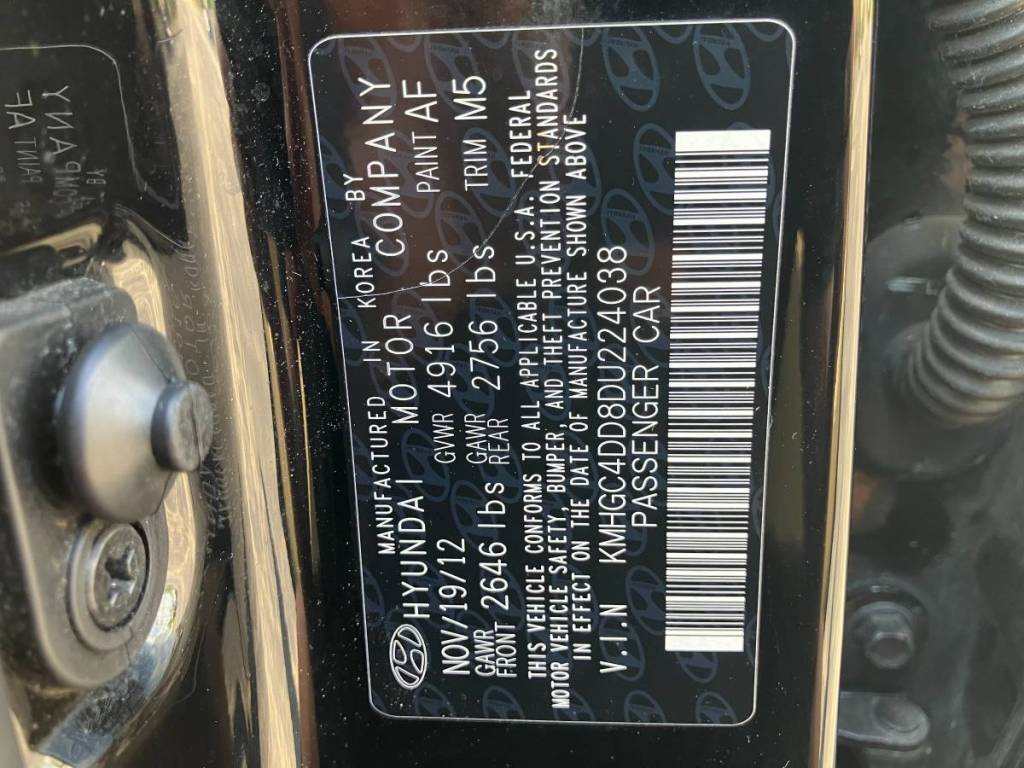 MANUFACTURED IN KOREA BY
HYUNDAI MOTOR COMPANY
NOV/19/12 GVWR 4916 lbs PAINT AF
GAWR FRONT 2646 lbs GAWR REAR 2756 lbs TRIM M5
THIS VEHICLE CONFORMS TO ALL APPLICABLE U.S.A. FEDERAL
MOTOR VEHICLE SAFETY, BUMPER, AND THEFT PREVENTION STANDARDS
IN EFFECT ON THE DATE OF MANUFACTURE SHOWN ABOVE
V.I.N KMHGC4DD8DU224038
PASSENGER CAR